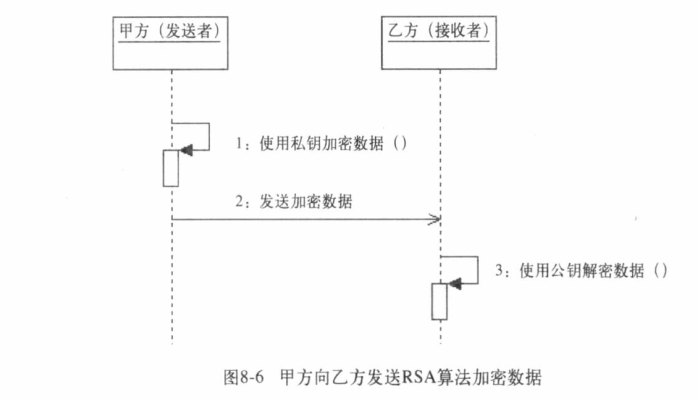 甲方（发送者）
乙方（接收者）
1：使用私钥加密数据（）
2：发送加密数据
3：使用公钥解密数据（）
图8-6 甲方向乙方发送RSA算法加密数据